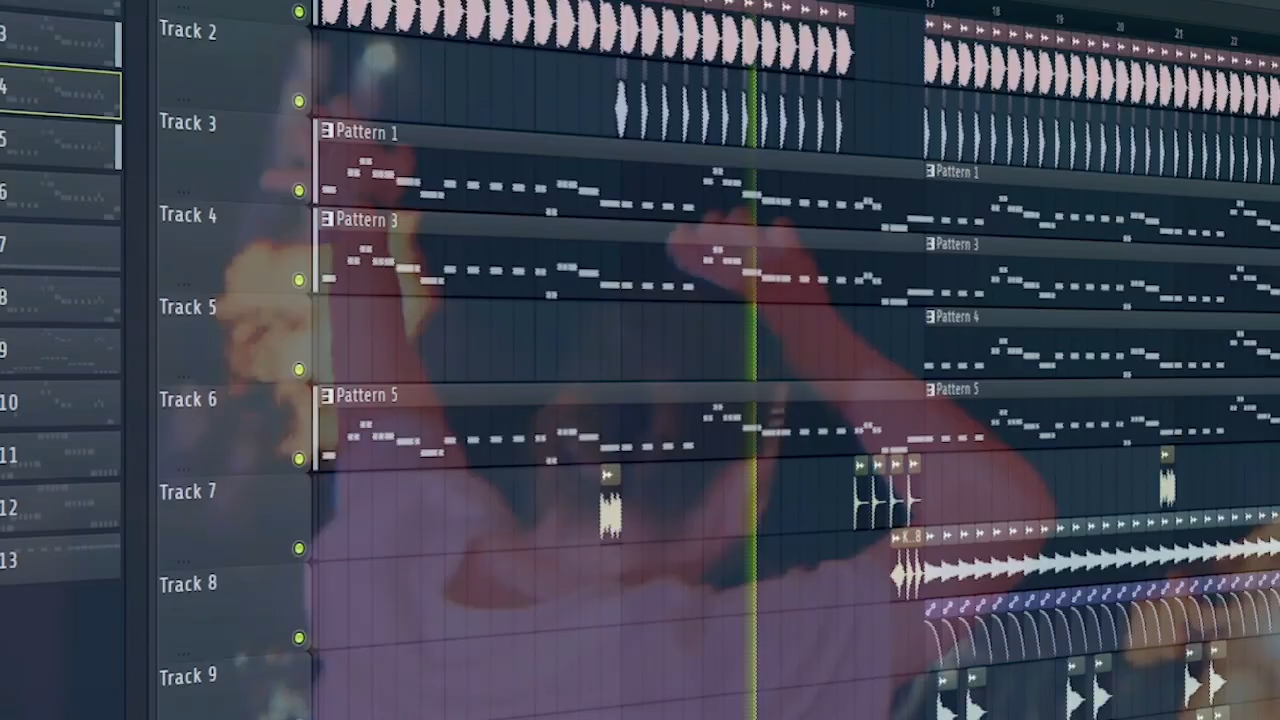 17 18 19 20 21 22
3
Track 2
4
Track 3
Pattern 1
5
Pattern 1
6
Track 4
Pattern 3
7
Pattern 3
8
Track 5
Pattern 4
9
10
Track 6
Pattern 5
Pattern 5
11
Track 7
12
K..8
13
Track 8
Track 9